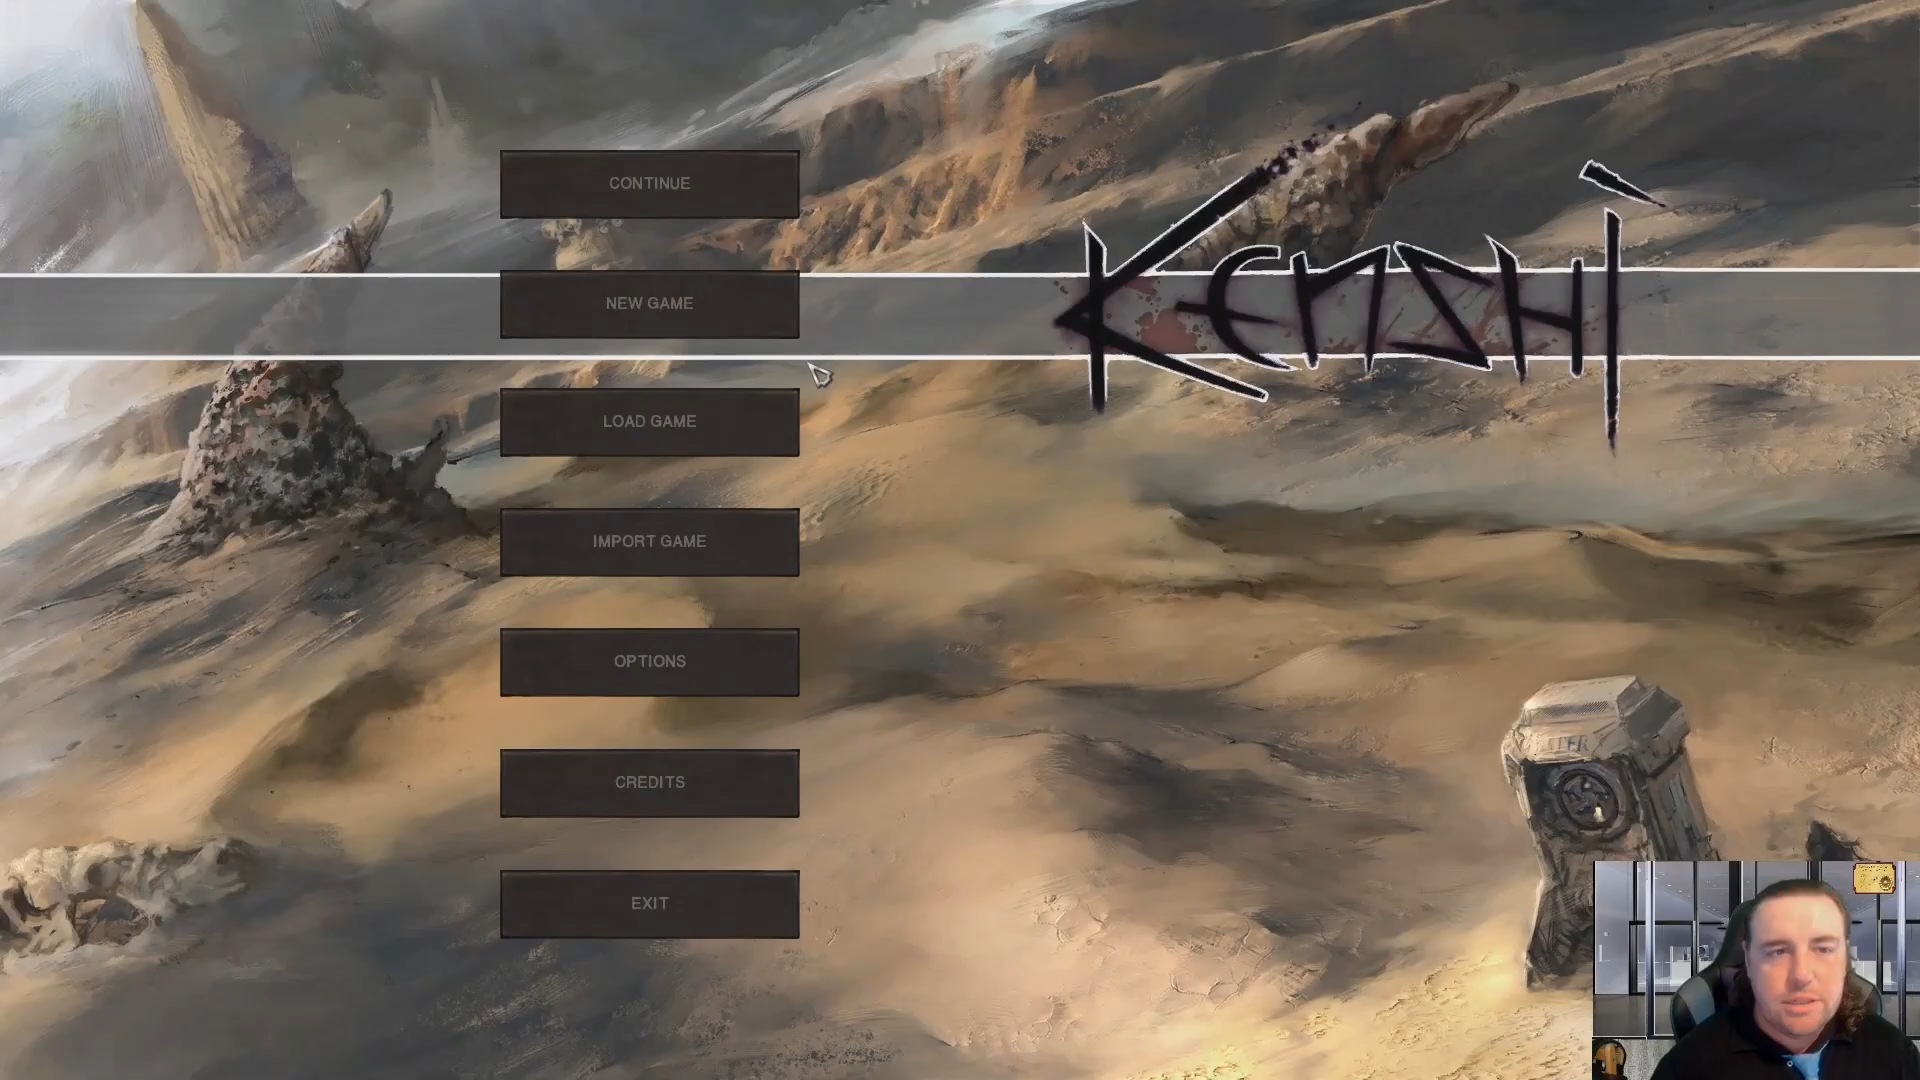 CONTINUE
NEW GAME
KENSHI
LOAD GAME
IMPORT GAME
OPTIONS
CREDITS
EXIT